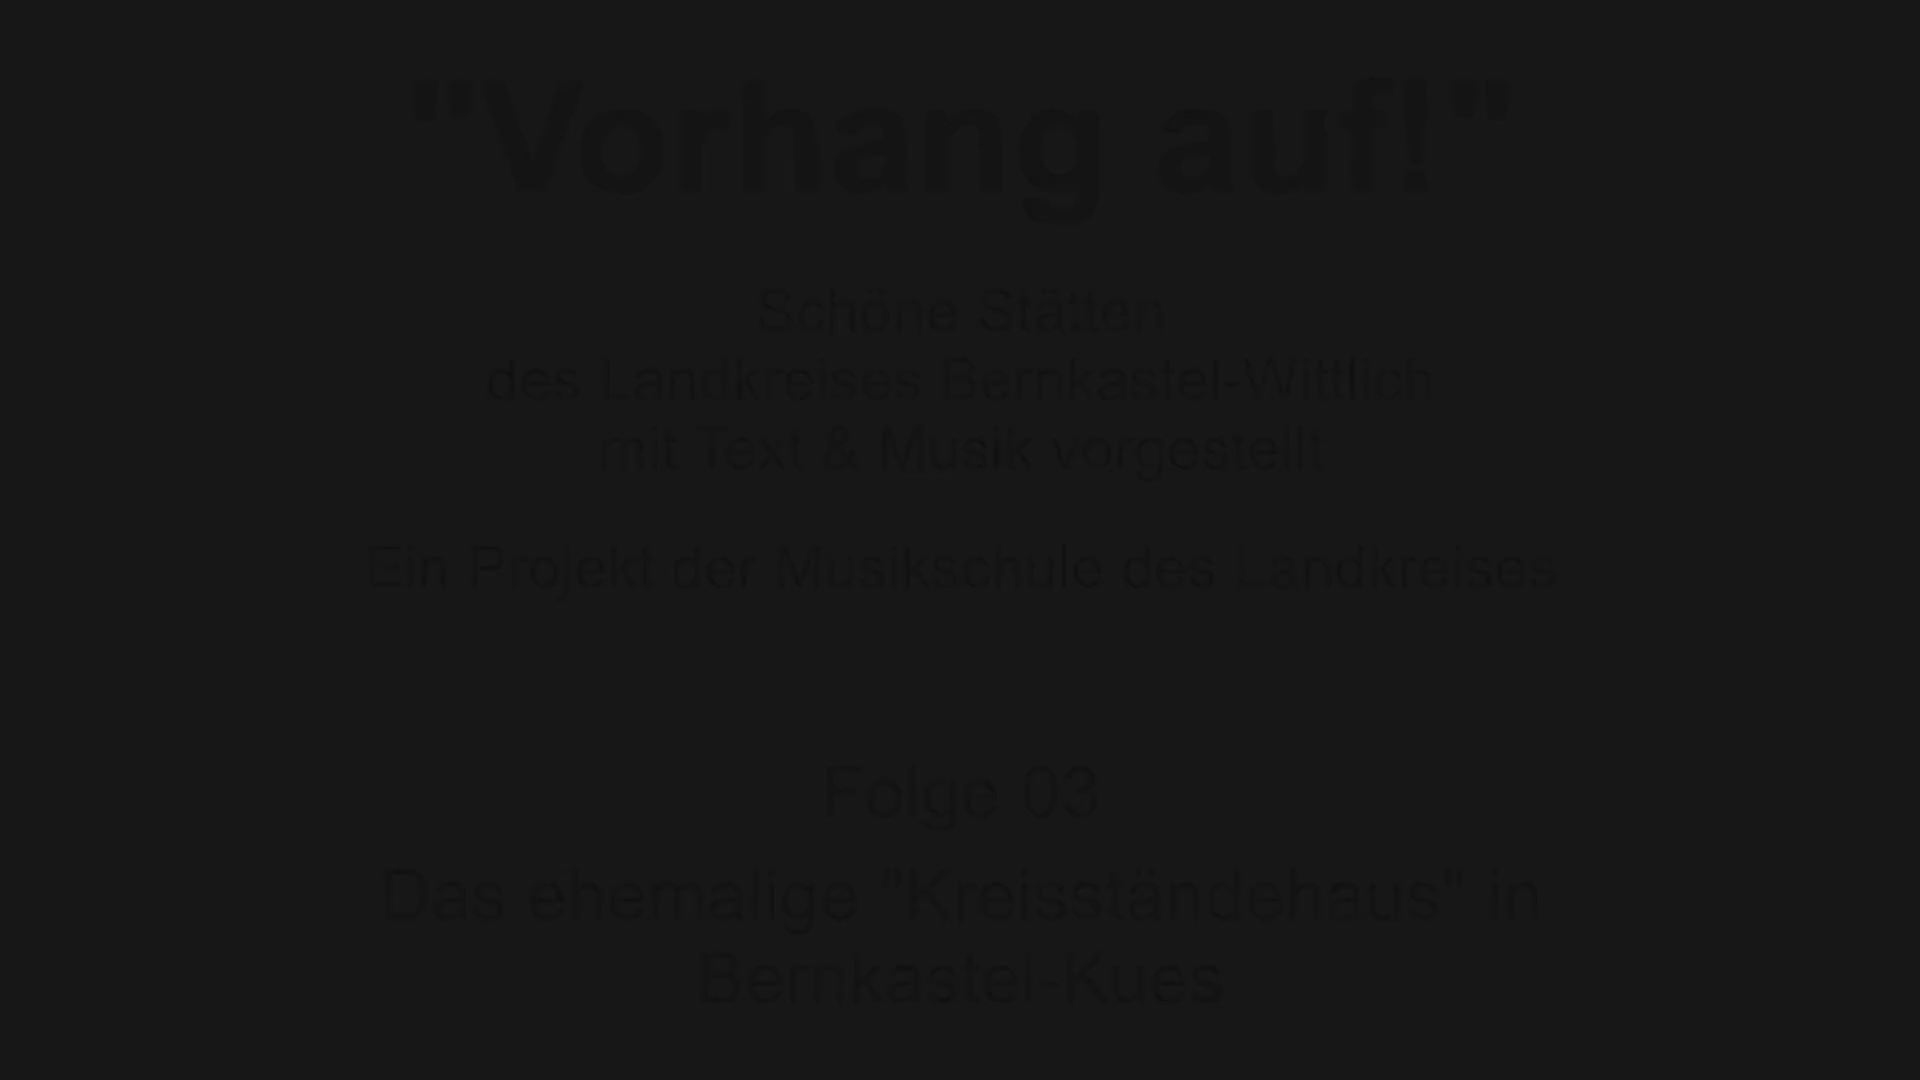 "Vorhang auf!"
Schöne Stätten
des Landkreises Bernkastel-Wittlich
mit Text & Musik vorgestellt
Ein Projekt der Musikschule des Landkreises
Folge 03
Das ehemalige "Kreisständehaus" in
Bernkastel-Kues